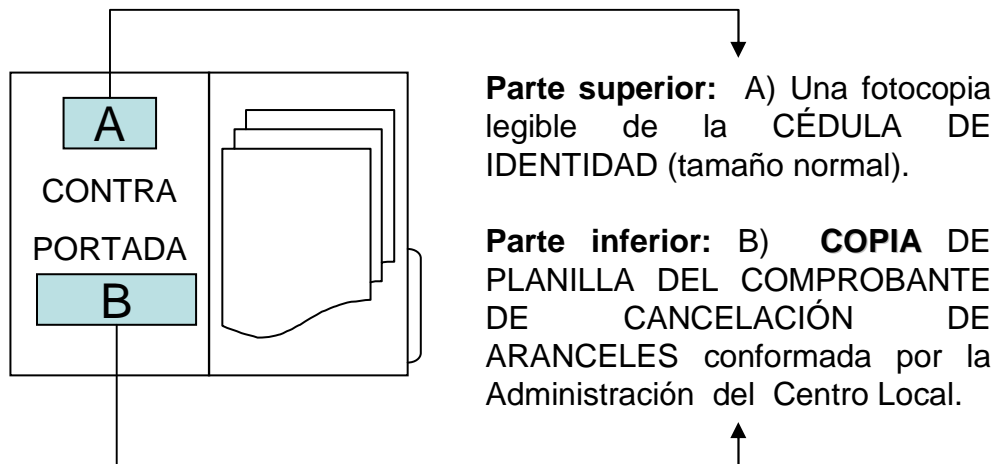 A
CONTRA
PORTADA
B
Parte superior: A) Una fotocopia
legible de la CÉDULA DE
IDENTIDAD (tamaño normal).
Parte inferior: B) COPIA DE
PLANILLA DEL COMPROBANTE
DE CANCELACIÓN DE
ARANCELES conformada por la
Administración del Centro Local.